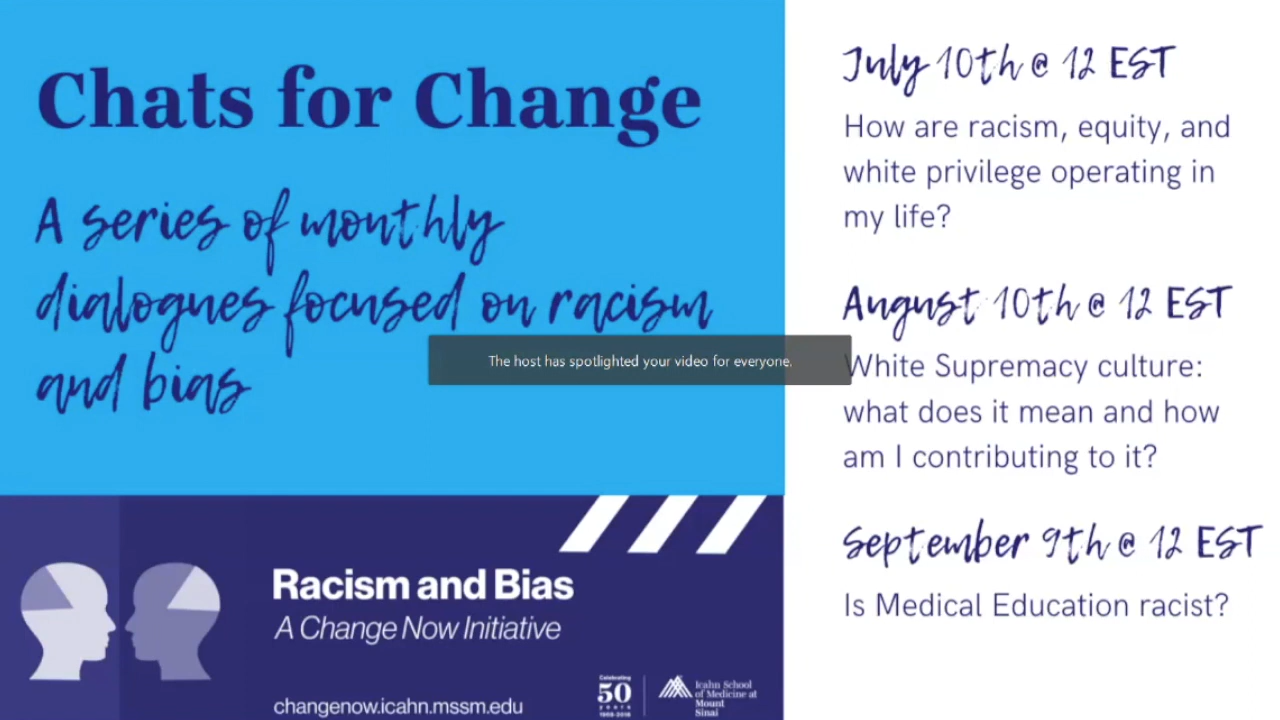 Chats for Change
A series of monthly
dialogues focused on racism
and bias
The host has spotlighted your video for everyone.
Racism and Bias
A Change Now Initiative
changenow.icahn.mssm.edu
Celebrating
50
years
1968-2018
Icahn School
of Medicine at
Mount
Sinai
July 10th @ 12 EST
How are racism, equity, and
white privilege operating in
my life?
August 10th @ 12 EST
White Supremacy culture:
what does it mean and how
am I contributing to it?
September 9th @ 12 EST
Is Medical Education racist?